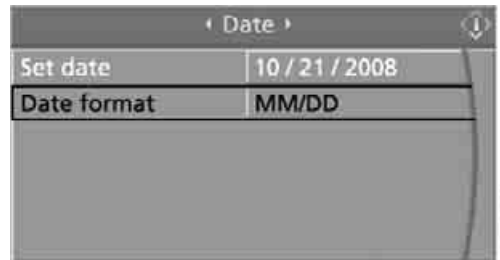 Date
Set date 10 / 21 / 2008
Date format MM/DD